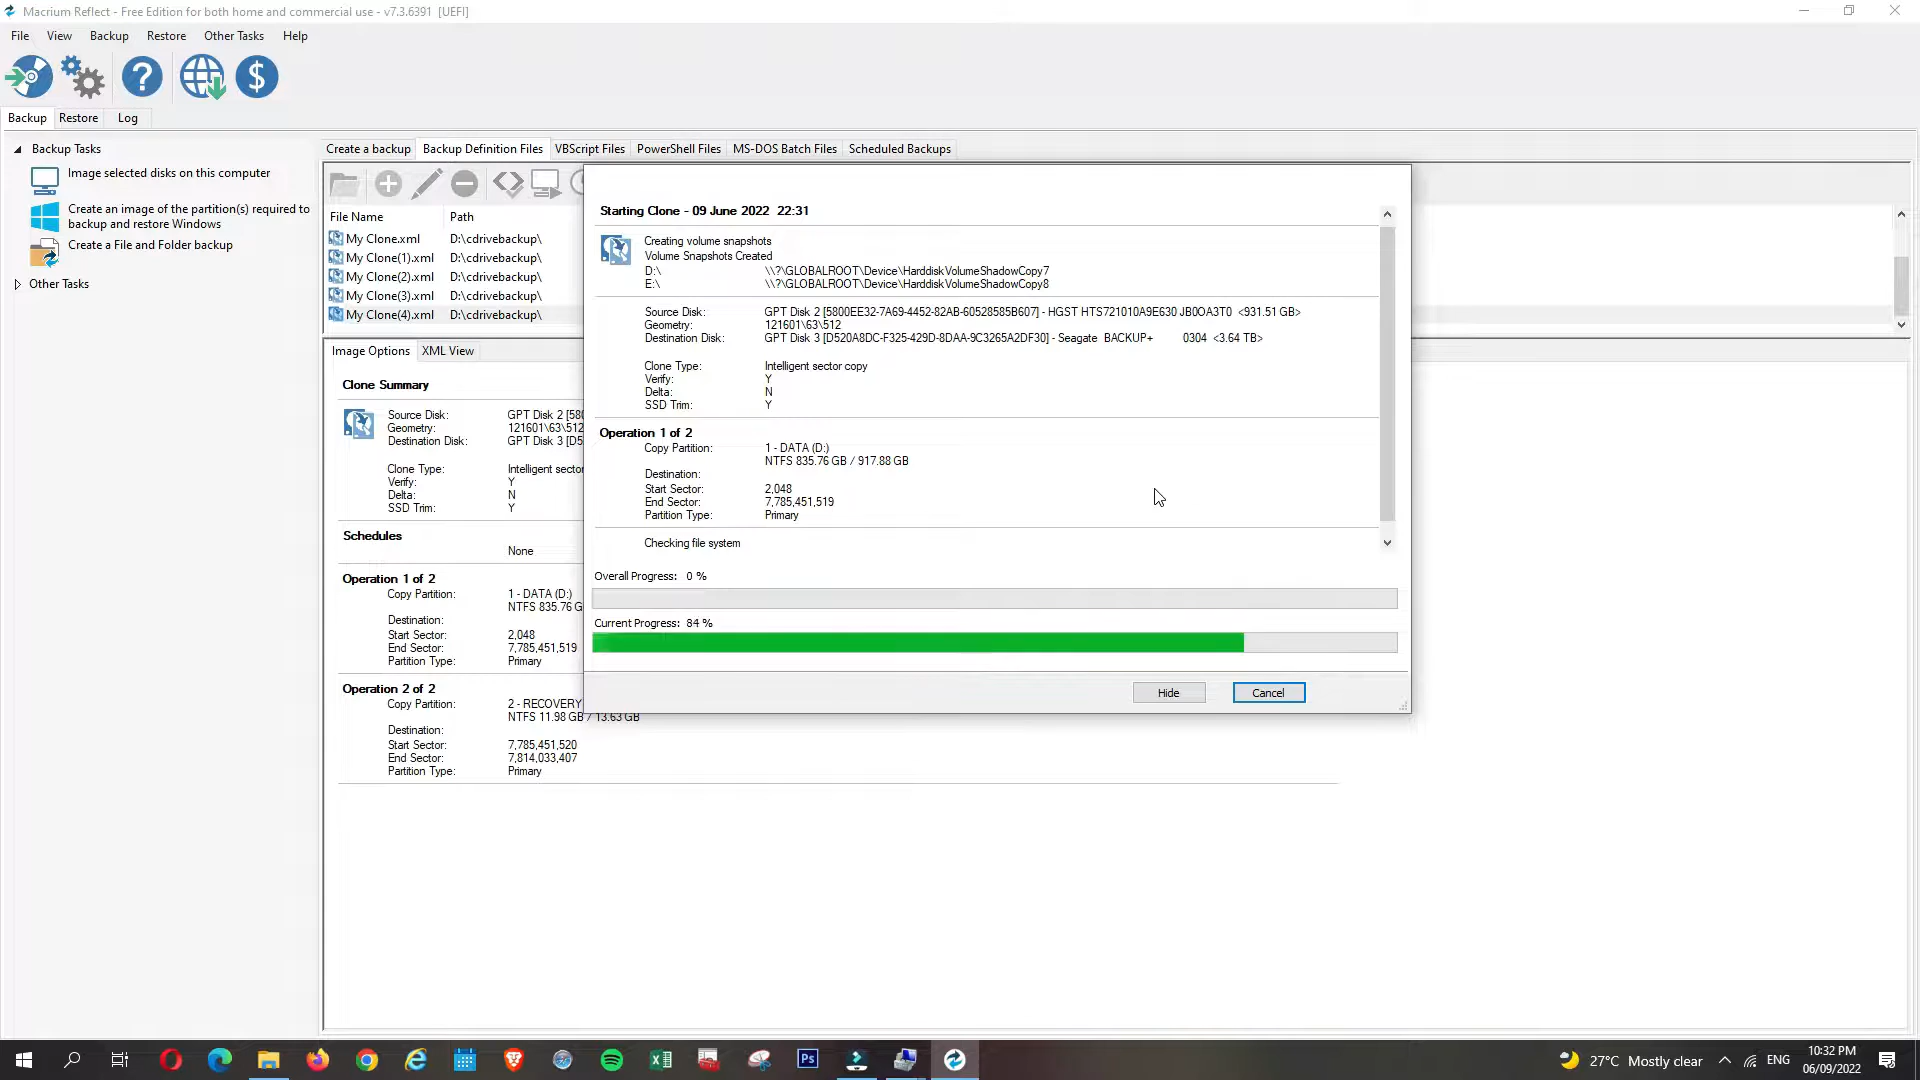 Macrium Reflect - Free Edition for both home and commercial use - v7.3.6391  [UEFI]
File View Backup Restore Other Tasks Help
Backup Restore Log
Backup Tasks
Image selected disks on this computer
Create an image of the partition(s) required to
backup and restore Windows
Create a File and Folder backup
Other Tasks
Create a backup Backup Definition Files VBScript Files PowerShell Files MS-DOS Batch Files Scheduled Backups
File Name Path
My Clone.xml D:\cdrivebackup\
My Clone(1).xml D:\cdrivebackup\
My Clone(2).xml D:\cdrivebackup\
My Clone(3).xml D:\cdrivebackup\
My Clone(4).xml D:\cdrivebackup\
Image Options XML View
Clone Summary
Source Disk: GPT Disk 2 [580
Geometry: 121601\63\512
Destination Disk: GPT Disk 3 [D5
Clone Type: Intelligent sector
Verify: Y
Delta: N
SSD Trim: Y
Schedules
None
Operation 1 of 2
Copy Partition: 1 - DATA (D:)
NTFS 835.76 G
Destination:
Start Sector: 2,048
End Sector: 7,785,451,519
Partition Type: Primary
Operation 2 of 2
Copy Partition: 2 - RECOVERY
NTFS 11.98 GB / 13.63 GB
Destination:
Start Sector: 7,785,451,520
End Sector: 7,814,033,407
Partition Type: Primary
Starting Clone - 09 June 2022  22:31
Creating volume snapshots
Volume Snapshots Created
D:\ \\?\GLOBALROOT\Device\HarddiskVolumeShadowCopy7
E:\ \\?\GLOBALROOT\Device\HarddiskVolumeShadowCopy8
Source Disk: GPT Disk 2 [5800EE32-7A69-4452-82AB-60528585B607] - HGST HTS721010A9E630 JB0OA3T0  <931.51 GB>
Geometry: 121601\63\512
Destination Disk: GPT Disk 3 [D520A8DC-F325-429D-8DAA-9C3265A2DF30] - Seagate  BACKUP+ 0304  <3.64 TB>
Clone Type: Intelligent sector copy
Verify: Y
Delta: N
SSD Trim: Y
Operation 1 of 2
Copy Partition: 1 - DATA (D:)
NTFS 835.76 GB / 917.88 GB
Destination:
Start Sector: 2,048
End Sector: 7,785,451,519
Partition Type: Primary
Checking file system
Overall Progress: 0 %
Current Progress: 84 %
Hide Cancel
Ps
27°C Mostly clear ENG 10:32 PM
06/09/2022